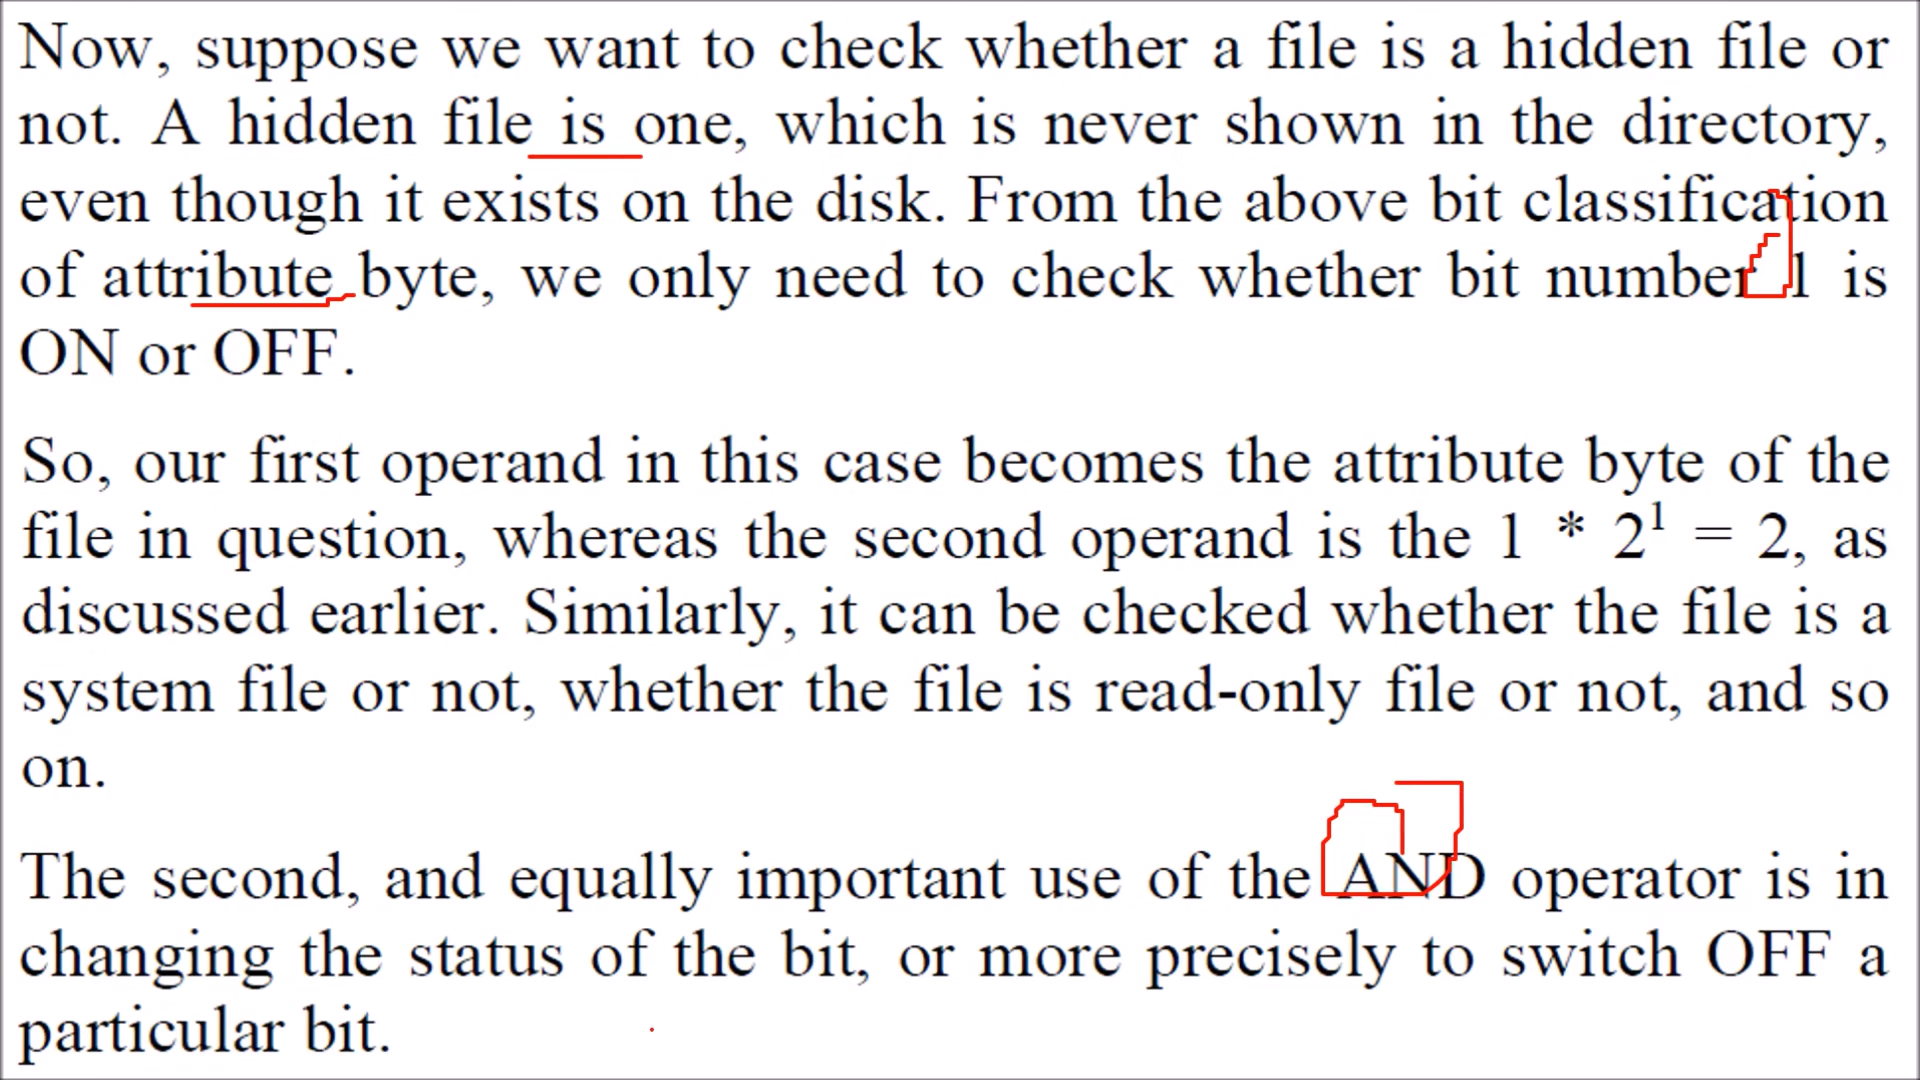 Now, suppose we want to check whether a file is a hidden file or
not. A hidden file is one, which is never shown in the directory,
even though it exists on the disk. From the above bit classification
of attribute byte, we only need to check whether bit number 1 is
ON or OFF.
So, our first operand in this case becomes the attribute byte of the
file in question, whereas the second operand is the 1 * 2¹ = 2, as
discussed earlier. Similarly, it can be checked whether the file is a
system file or not, whether the file is read-only file or not, and so
on.
The second, and equally important use of the AND operator is in
changing the status of the bit, or more precisely to switch OFF a
particular bit.